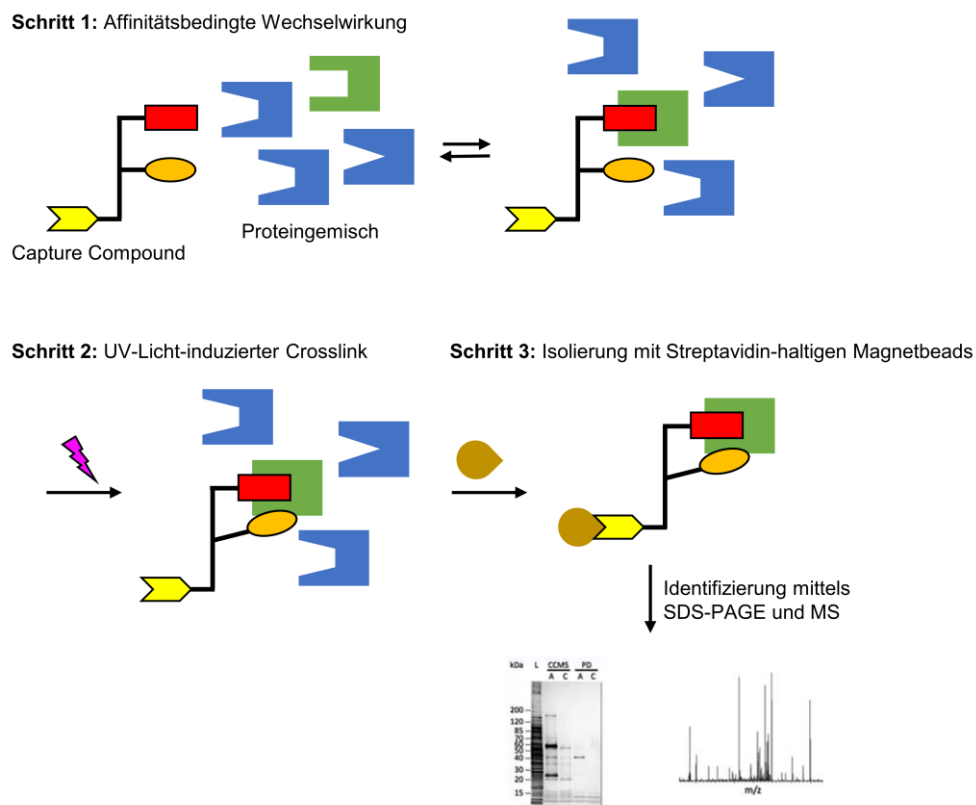 Schritt 1: Affinitätsbedingte Wechselwirkung
Proteingemisch
Capture Compound
Schritt 2: UV-Licht-induzierter Crosslink
Schritt 3: Isolierung mit Streptavidin-haltigen Magnetbeads
Identifizierung mittels
SDS-PAGE und MS
kDa L CCMS PD
A C A C
200
120
85
70
60
50
40
30
20
15
m/z